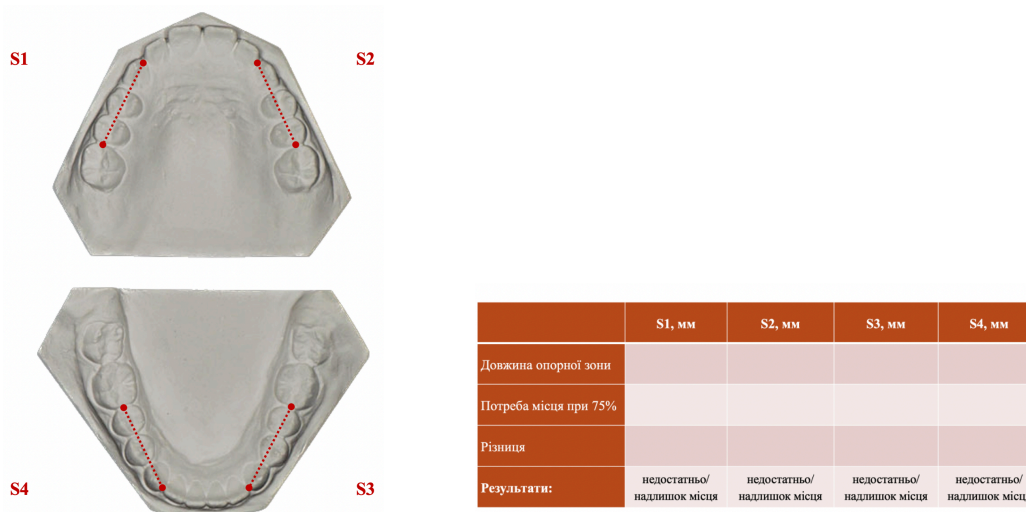 S1
S2
S4
S3
S1, мм S2, мм S3, мм S4, мм
Довжина опорної зони
Потреба місця при 75%
Різниця
Результати: недостатньо/ недостатньо/ недостатньо/ недостатньо/
надлишок місця надлишок місця надлишок місця надлишок місця